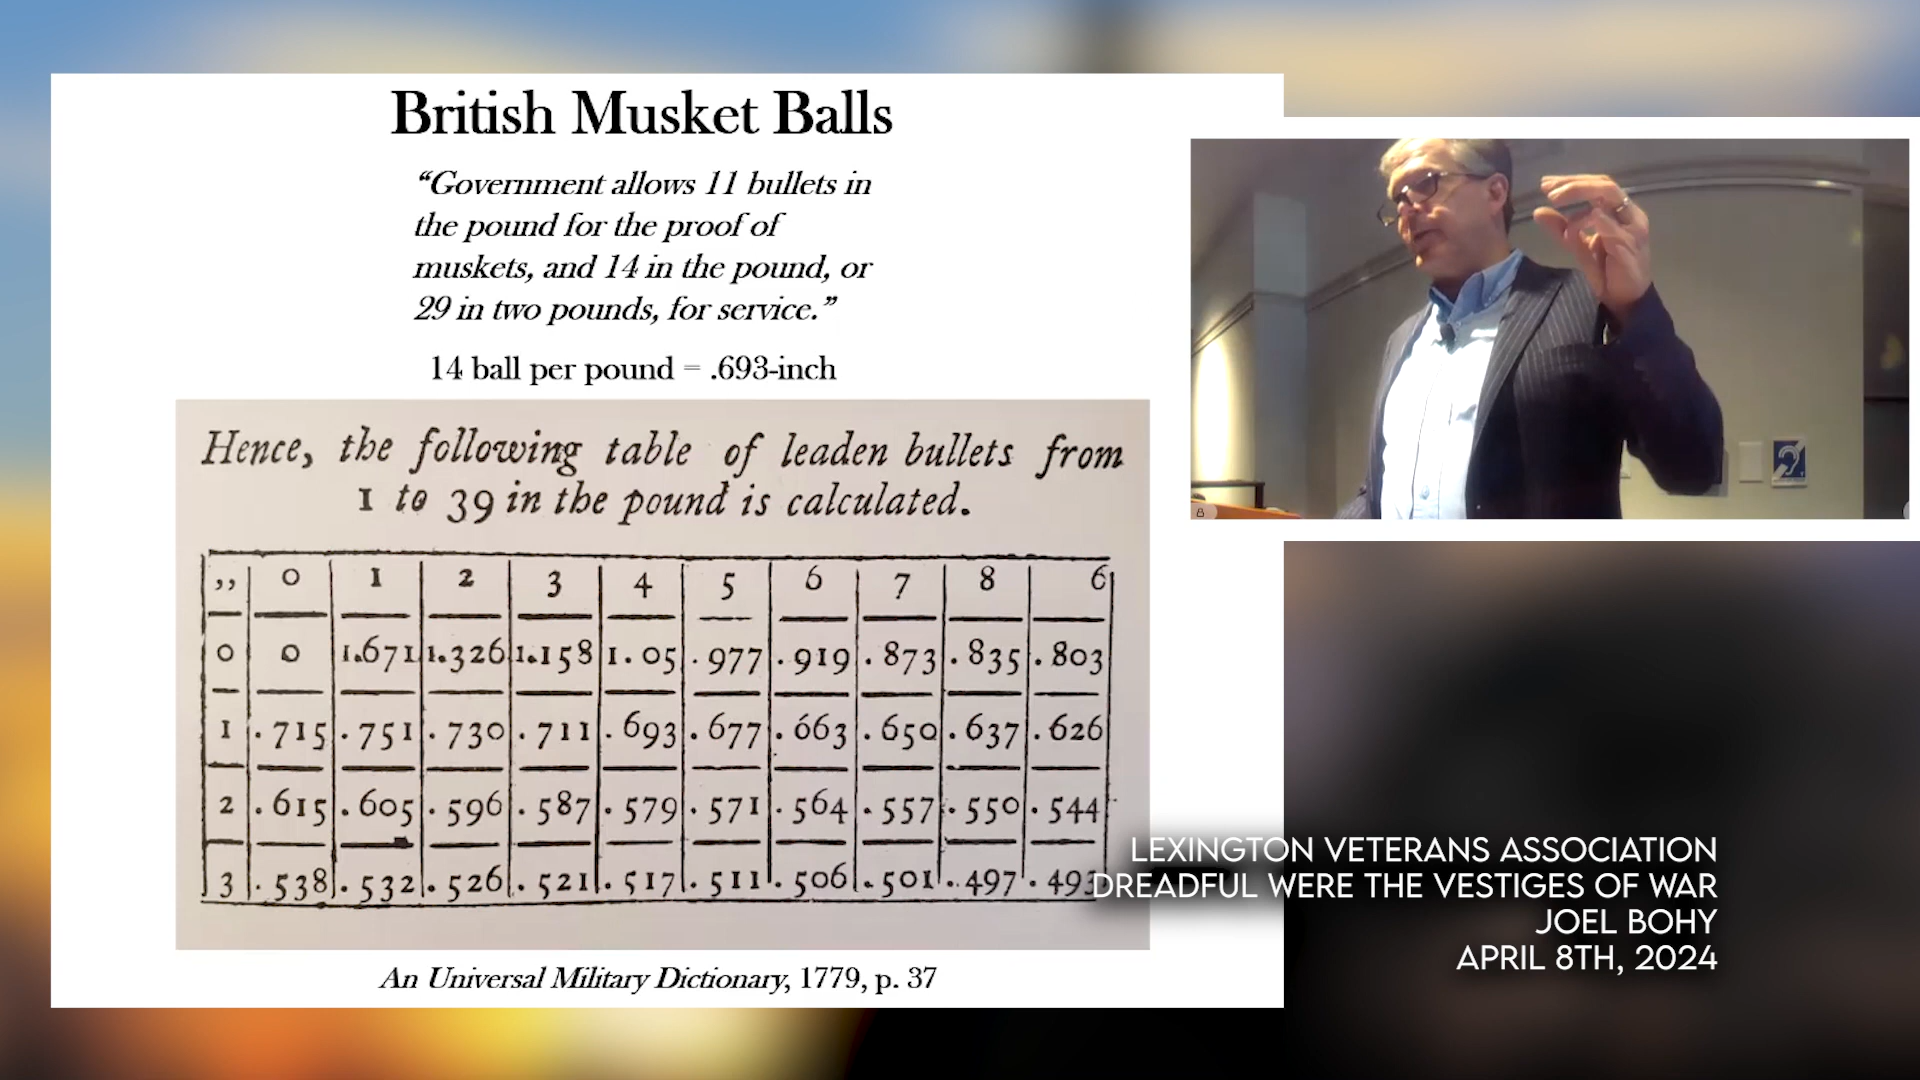 British Musket Balls
“Government allows 11 bullets in
the pound for the proof of
muskets, and 14 in the pound, or
29 in two pounds, for service.”
14 ball per pound = .693-inch
Hence, the following table of leaden bullets from
1 to 39 in the pound is calculated.
,, 0 1 2 3 4 5 6 7 8 6
0 0 1.671 1.326 1.158 1.05 .977 .919 .873 .835 .803
1 .715 .751 .730 .711 .693 .677 .663 .650 .637 .626
2 .615 .605 .596 .587 .579 .571 .564 .557 .550 .544
3 .538 .532 .526 .521 .517 .511 .506 .501 .497 .493
An Universal Military Dictionary, 1779, p. 37
LEXINGTON VETERANS ASSOCIATION
DREADFUL WERE THE VESTIGES OF WAR
JOEL BOHY
APRIL 8TH, 2024